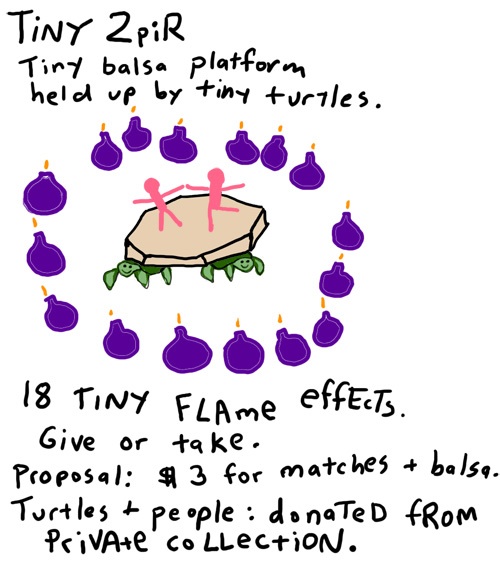 TiNY 2piR
Tiny balsa platform
held up by tiny turtles.
18 TINY FLAme effEcTs.
Give or take.
Proposal: $3 for matches + balsa.
Turtles + people: donaTED fRoM
PRiVAte coLLEcTiON.